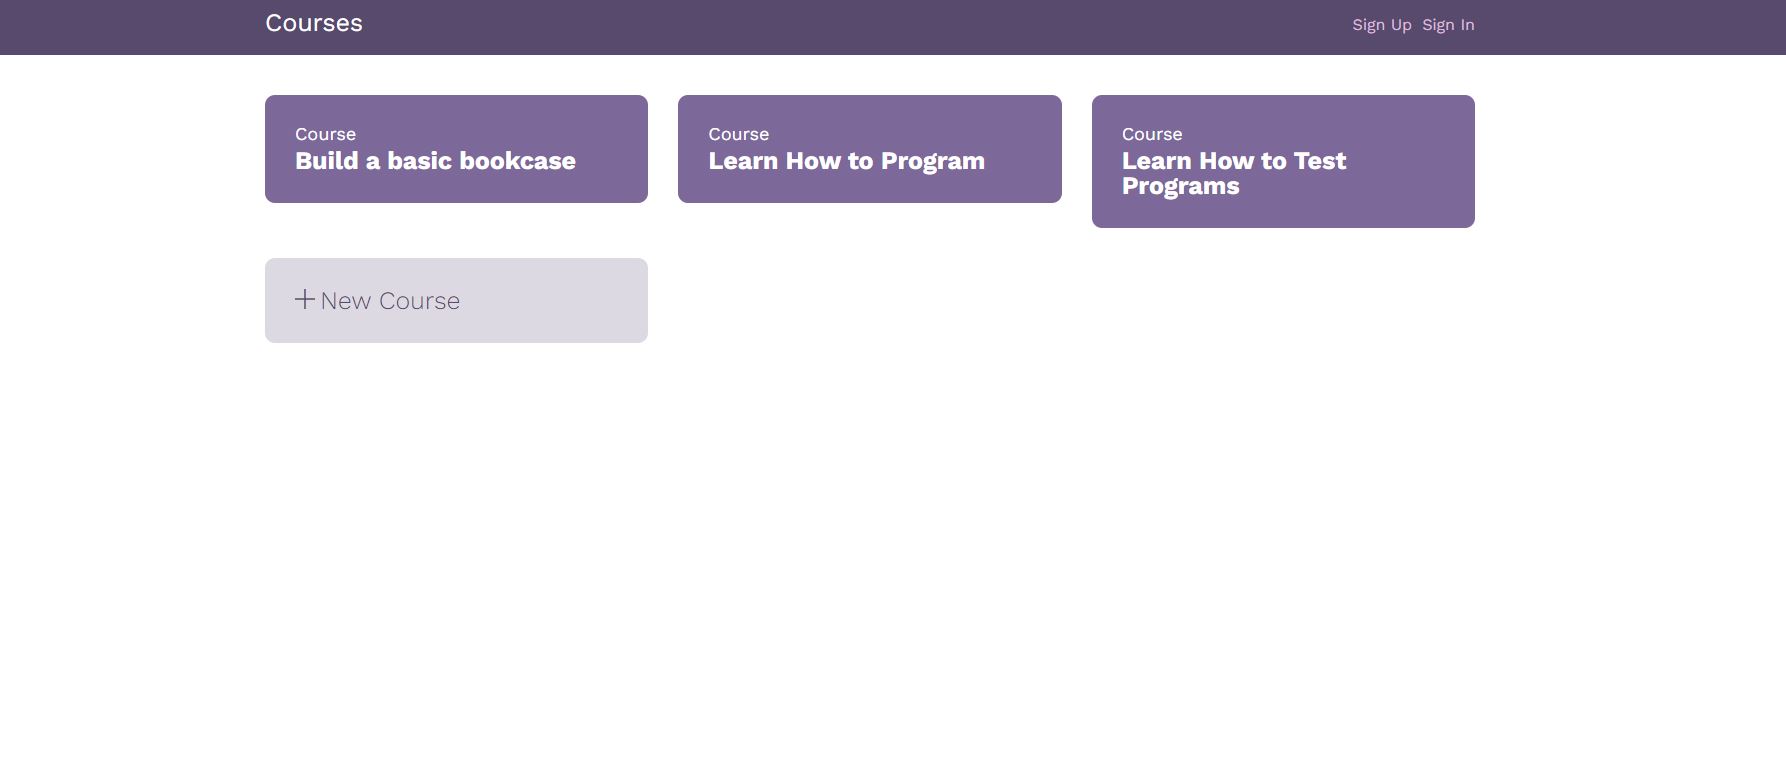 Courses
Sign Up Sign In
Course
Build a basic bookcase
Course
Learn How to Program
Course
Learn How to Test
Programs
New Course